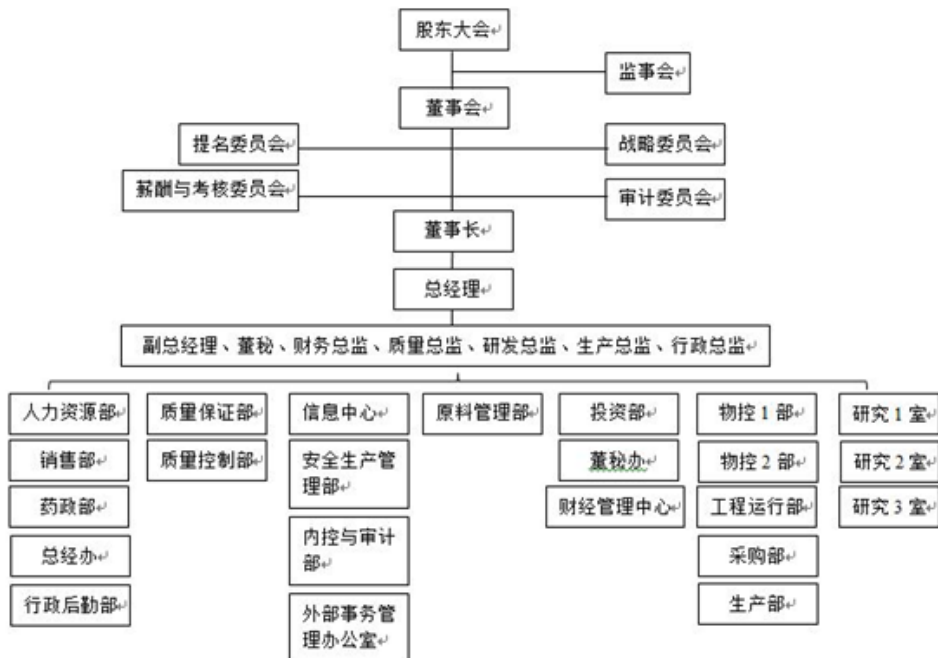 股东大会
监事会
董事会
提名委员会
战略委员会
薪酬与考核委员会
审计委员会
董事长
总经理
副总经理、董秘、财务总监、质量总监、研发总监、生产总监、行政总监
人力资源部
销售部
药政部
总经办
行政后勤部
质量保证部
质量控制部
信息中心
安全生产管
理部
内控与审计
部
外部事务管
理办公室
原料管理部
投资部
董秘办
财经管理中心
物控1部
物控2部
工程运行部
采购部
生产部
研究1室
研究2室
研究3室